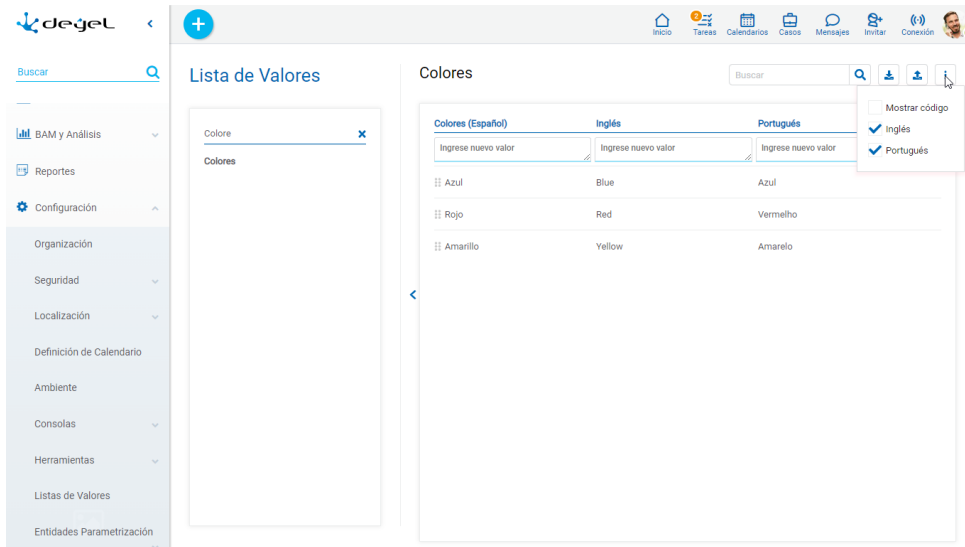 deyel
Inicio
2
Tareas
Calendarios
Casos
Mensajes
Invitar
Conexión
Buscar
BAM y Análisis
Reportes
Configuración
Organización
Seguridad
Localización
Definición de Calendario
Ambiente
Consolas
Herramientas
Listas de Valores
Entidades Parametrización
Lista de Valores
Colore
Colores
Colores
Buscar
Mostrar código
Inglés
Portugués
Colores (Español) Inglés Portugués
Ingrese nuevo valor Ingrese nuevo valor Ingrese nuevo valor
Azul Blue Azul
Rojo Red Vermelho
Amarillo Yellow Amarelo